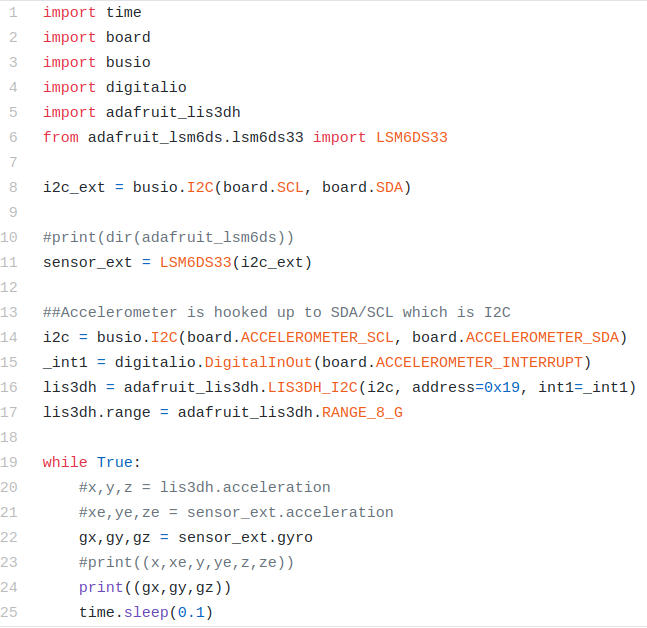 1 import time
2 import board
3 import busio
4 import digitalio
5 import adafruit_lis3dh
6 from adafruit_lsm6ds.lsm6ds33 import LSM6DS33
7
8 i2c_ext = busio.I2C(board.SCL, board.SDA)
9
10 #print(dir(adafruit_lsm6ds))
11 sensor_ext = LSM6DS33(i2c_ext)
12
13 ##Accelerometer is hooked up to SDA/SCL which is I2C
14 i2c = busio.I2C(board.ACCELEROMETER_SCL, board.ACCELEROMETER_SDA)
15 _int1 = digitalio.DigitalInOut(board.ACCELEROMETER_INTERRUPT)
16 lis3dh = adafruit_lis3dh.LIS3DH_I2C(i2c, address=0x19, int1=_int1)
17 lis3dh.range = adafruit_lis3dh.RANGE_8_G
18
19 while True:
20     #x,y,z = lis3dh.acceleration
21     #xe,ye,ze = sensor_ext.acceleration
22     gx,gy,gz = sensor_ext.gyro
23     #print((x,xe,y,ye,z,ze))
24     print((gx,gy,gz))
25     time.sleep(0.1)